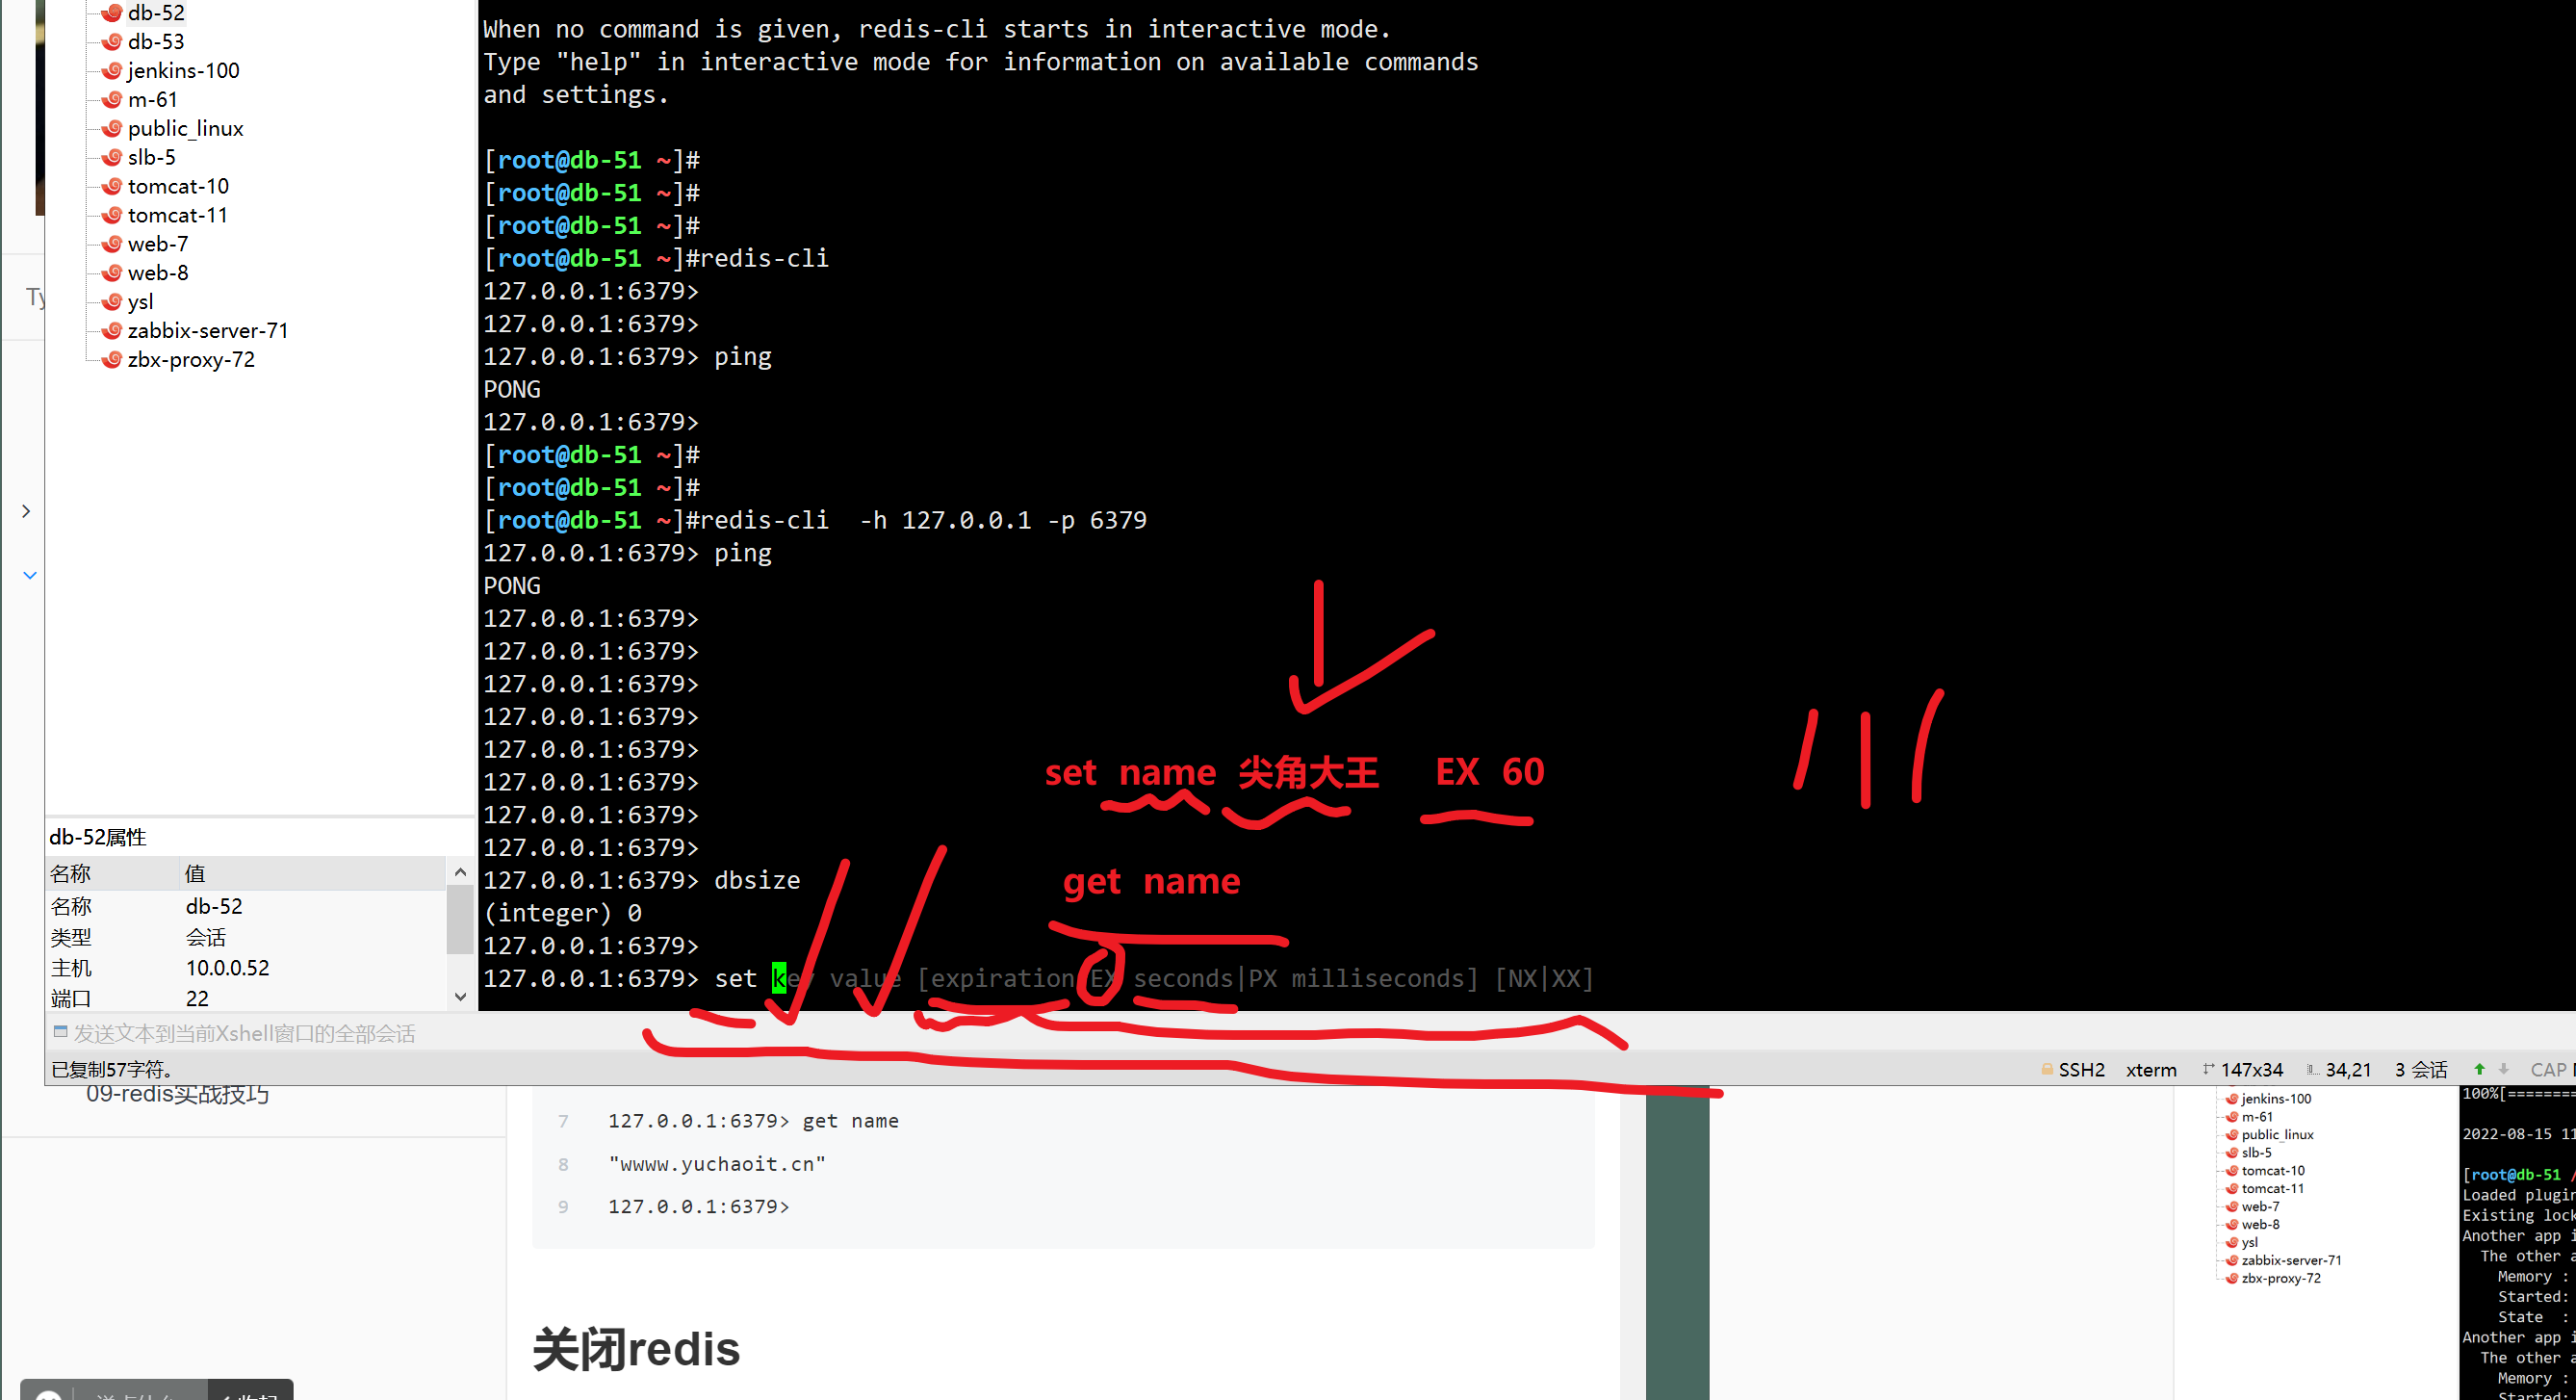 db-52
db-53
jenkins-100
m-61
public_linux
slb-5
tomcat-10
tomcat-11
web-7
web-8
ysl
zabbix-server-71
zbx-proxy-72
Ty
db-52属性
名称 值
名称 db-52
类型 会话
主机 10.0.0.52
端口 22
When no command is given, redis-cli starts in interactive mode.
Type "help" in interactive mode for information on available commands
and settings.
[root@db-51 ~]#
[root@db-51 ~]#
[root@db-51 ~]#
[root@db-51 ~]#redis-cli
127.0.0.1:6379>
127.0.0.1:6379>
127.0.0.1:6379> ping
PONG
127.0.0.1:6379>
[root@db-51 ~]#
[root@db-51 ~]#
[root@db-51 ~]#redis-cli  -h 127.0.0.1 -p 6379
127.0.0.1:6379> ping
PONG
127.0.0.1:6379>
127.0.0.1:6379>
127.0.0.1:6379>
127.0.0.1:6379>
127.0.0.1:6379>
127.0.0.1:6379>
127.0.0.1:6379>
127.0.0.1:6379>
127.0.0.1:6379> dbsize
(integer) 0
127.0.0.1:6379>
127.0.0.1:6379> set key value [expiration EX seconds|PX milliseconds] [NX|XX]
set name 尖角大王 EX 60
get name
发送文本到当前Xshell窗口的全部会话
已复制57字符。
SSH2 xterm 147x34 34,21 3 会话 CAP
09-redis实战技巧
7 127.0.0.1:6379> get name
8 "wwww.yuchaoit.cn"
9 127.0.0.1:6379>
关闭redis
jenkins-100
m-61
public_linux
slb-5
tomcat-10
tomcat-11
web-7
web-8
ysl
zabbix-server-71
zbx-proxy-72
100%[========
2022-08-15 11
[root@db-51 /
Loaded plugin
Existing lock
Another app i
The other a
Memory :
Started:
State :
Another app i
The other a
Memory :
Started: